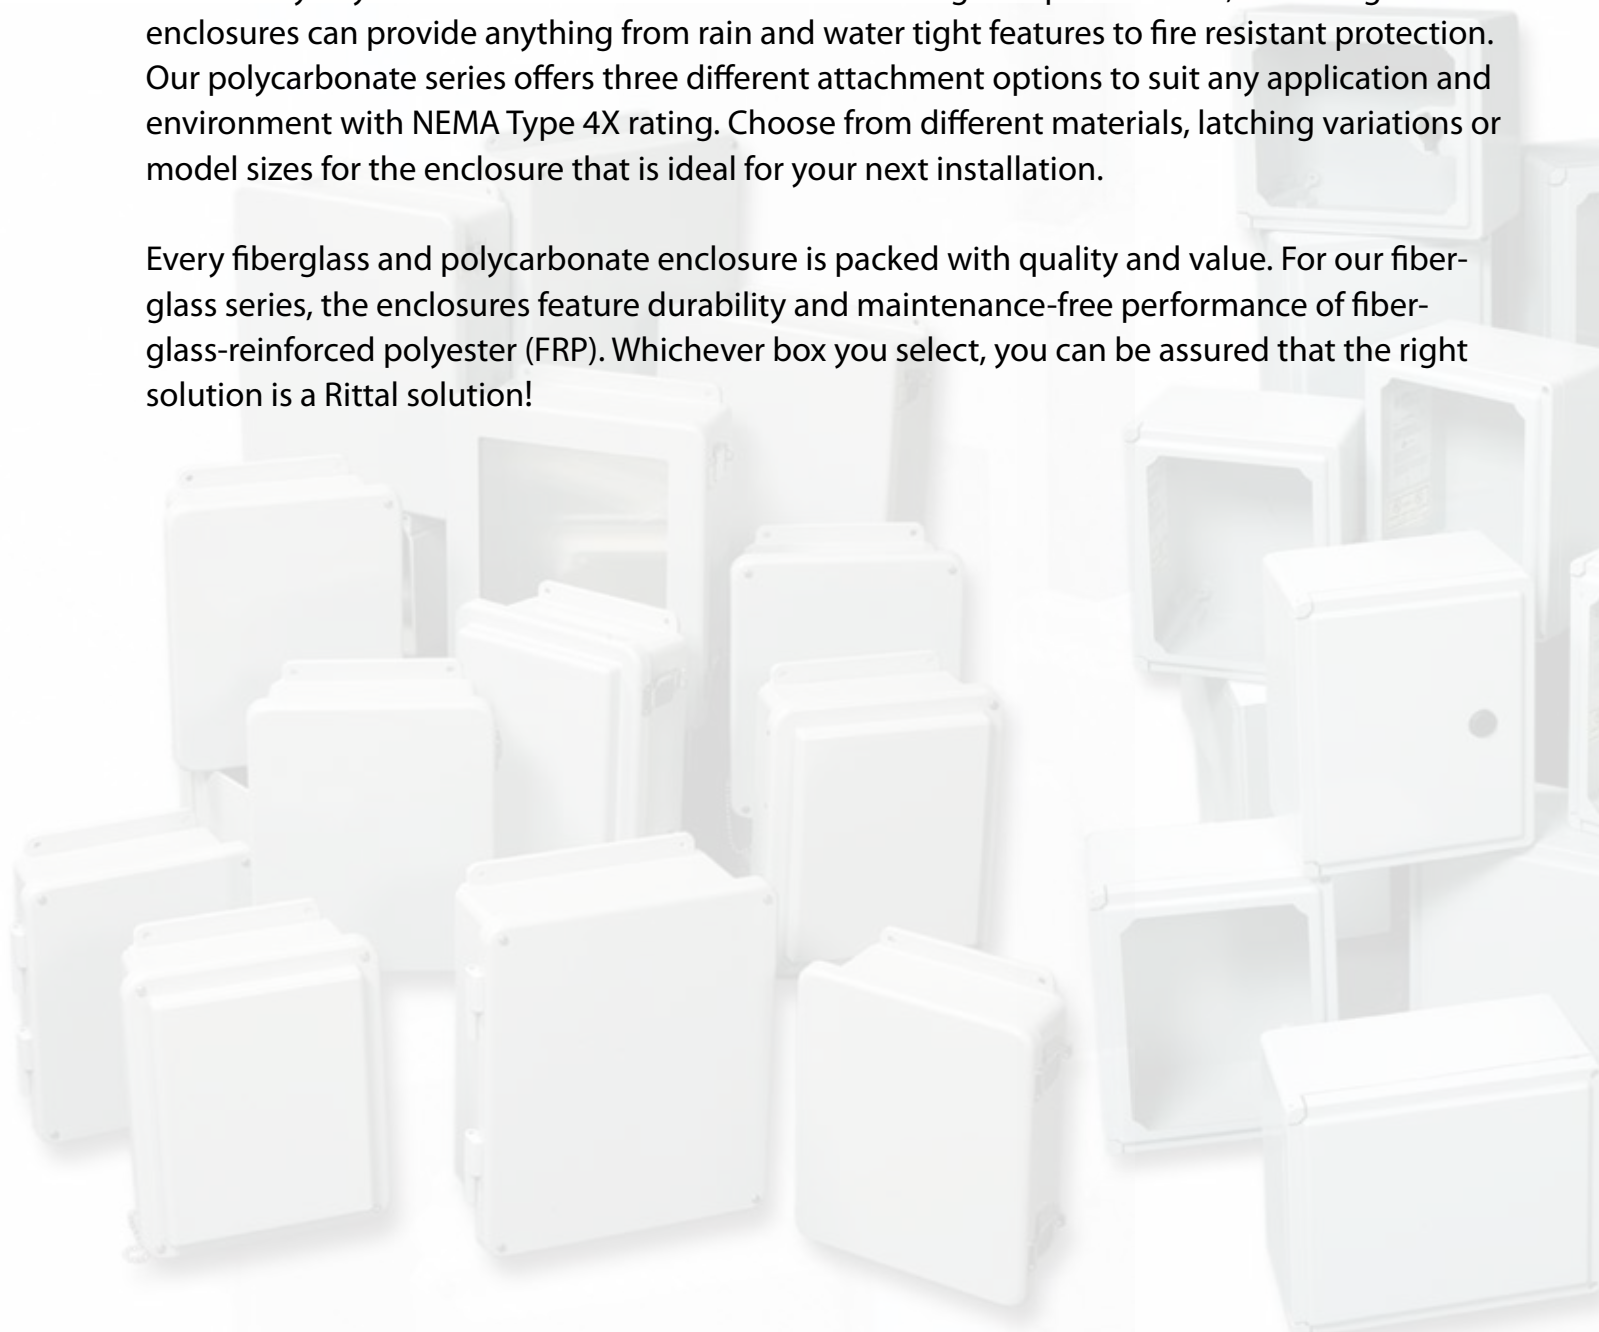 enclosures can provide anything from rain and water tight features to fire resistant protection.
Our polycarbonate series offers three different attachment options to suit any application and
environment with NEMA Type 4X rating. Choose from different materials, latching variations or
model sizes for the enclosure that is ideal for your next installation.
Every fiberglass and polycarbonate enclosure is packed with quality and value. For our fiber-
glass series, the enclosures feature durability and maintenance-free performance of fiber-
glass-reinforced polyester (FRP). Whichever box you select, you can be assured that the right
solution is a Rittal solution!